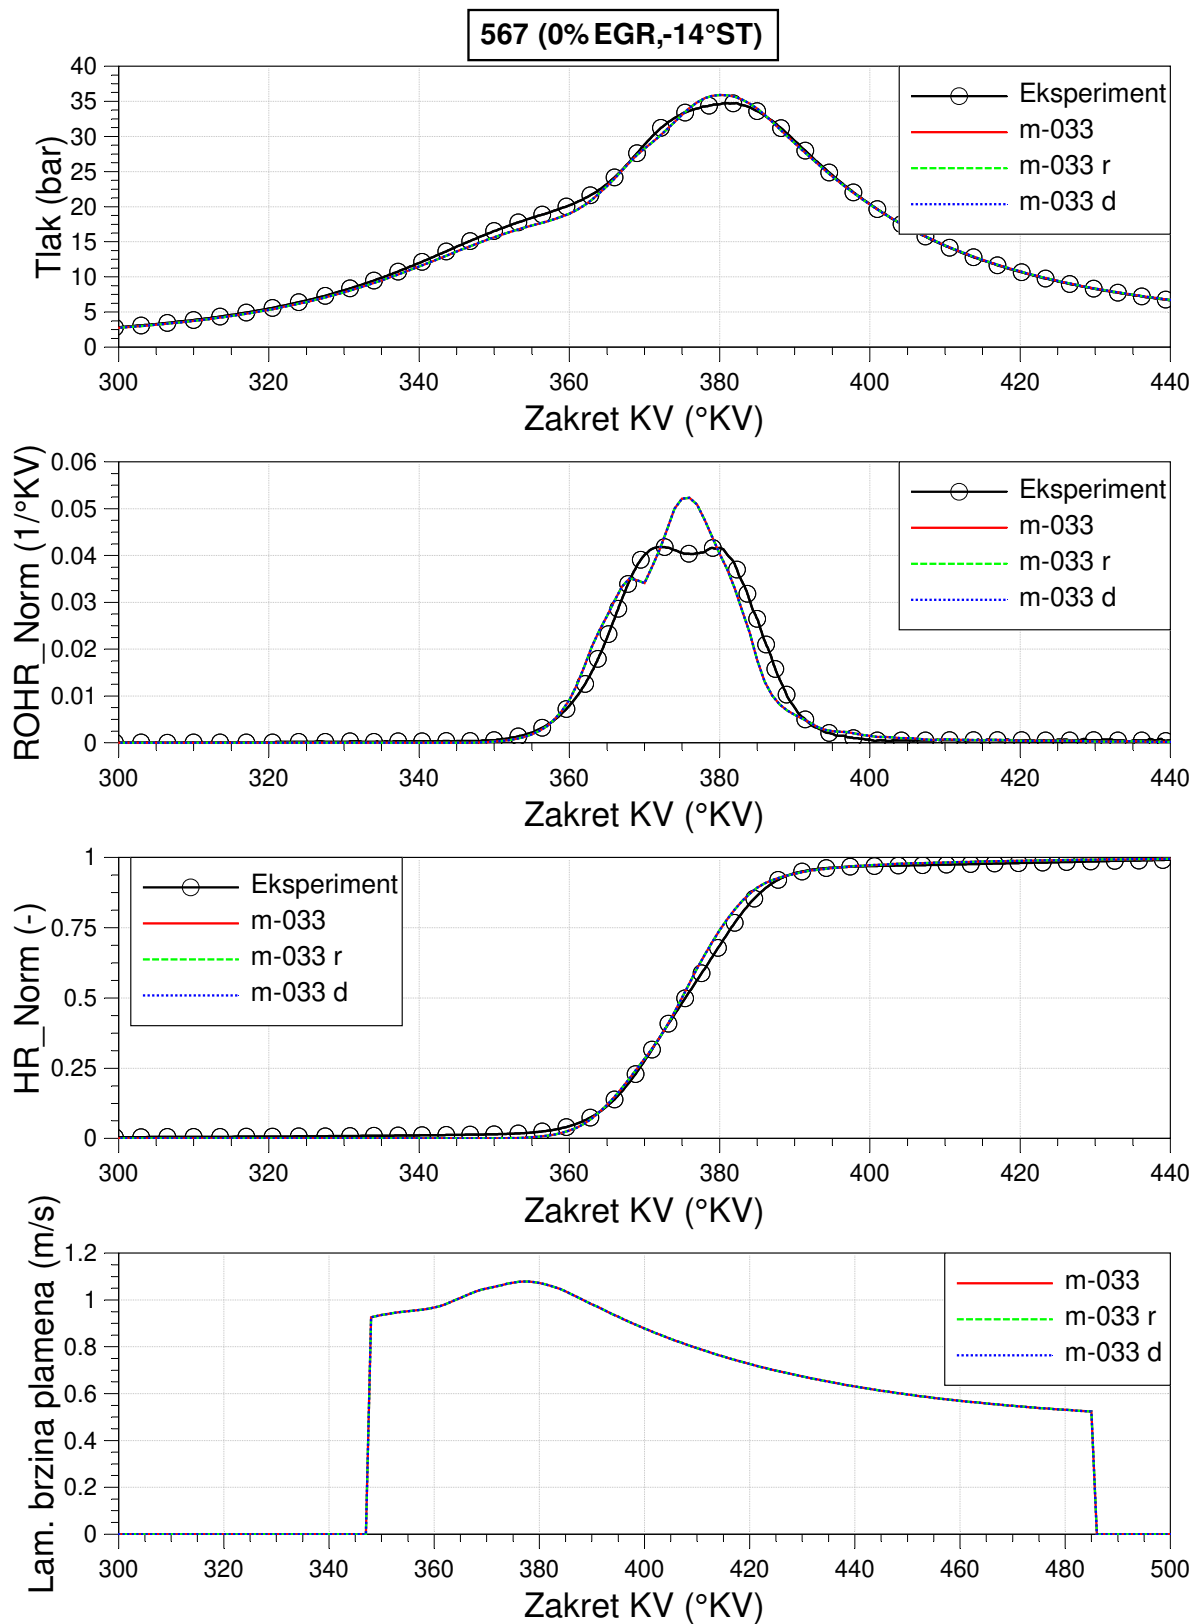 567 (0% EGR,-14°ST)
Tlak (bar)
40
35
30
25
20
15
10
5
0
Eksperiment
m-033
m-033 r
m-033 d
300 320 340 360 380 400 420 440
Zakret KV (°KV)
ROHR_Norm (1/°KV)
0.06
0.05
0.04
0.03
0.02
0.01
0
Eksperiment
m-033
m-033 r
m-033 d
300 320 340 360 380 400 420 440
Zakret KV (°KV)
HR_Norm (-)
1
0.75
0.5
0.25
0
Eksperiment
m-033
m-033 r
m-033 d
300 320 340 360 380 400 420 440
Zakret KV (°KV)
Lam. brzina plamena (m/s)
1.2
1
0.8
0.6
0.4
0.2
0
m-033
m-033 r
m-033 d
300 320 340 360 380 400 420 440 460 480 500
Zakret KV (°KV)